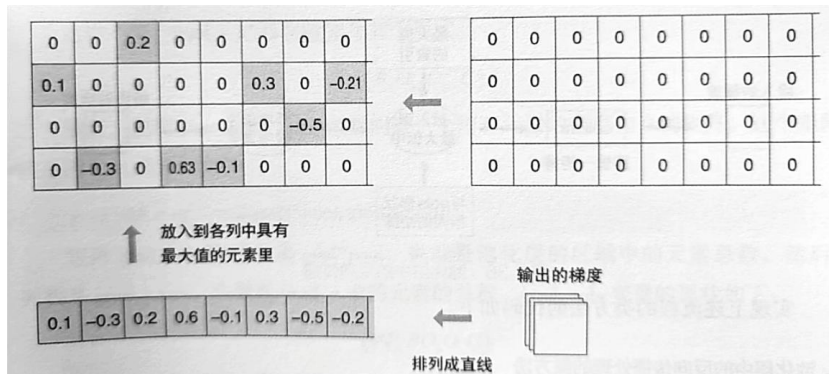 0 0 0.2 0 0 0 0 0
0.1 0 0 0 0 0.3 0 -0.21
0 0 0 0 0 0 -0.5 0
0 -0.3 0 0.63 -0.1 0 0 0
0 0 0 0 0 0 0 0
0 0 0 0 0 0 0 0
0 0 0 0 0 0 0 0
0 0 0 0 0 0 0 0
放入到各列中具有
最大值的元素里
输出的梯度
0.1 -0.3 0.2 0.6 -0.1 0.3 -0.5 -0.2
排列成直线